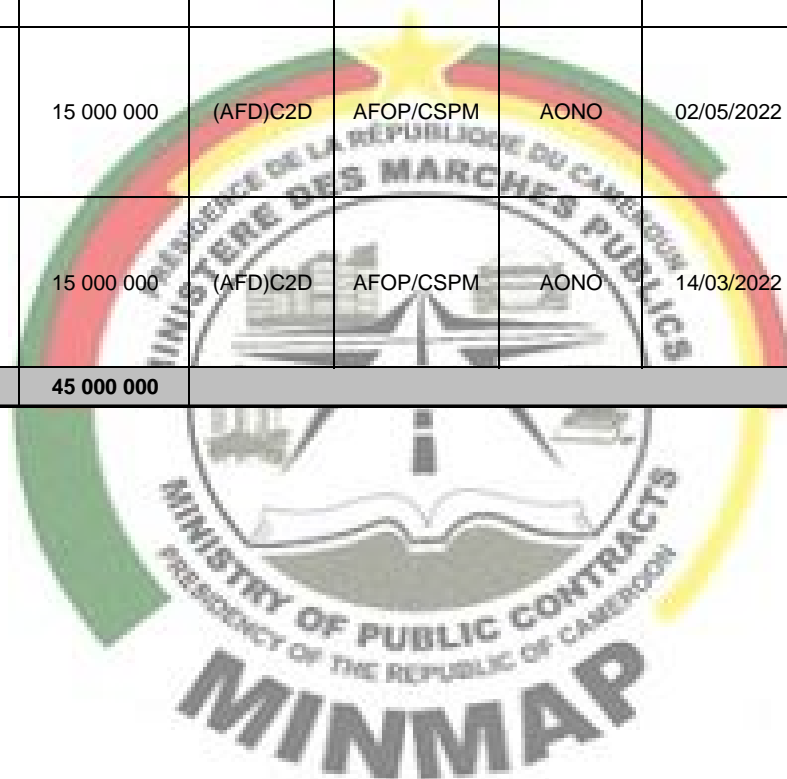 15 000 000 (AFD)C2D AFOP/CSPM AONO 02/05/2022
PRESIDENCE DE LA REPUBLIQUE DU CAMEROUN
MINISTERE DES MARCHES PUBLICS
15 000 000 (AFD)C2D AFOP/CSPM AONO 14/03/2022
45 000 000
MINISTRY OF PUBLIC CONTRACTS
PRESIDENCY OF THE REPUBLIC OF CAMEROON
MINMAP